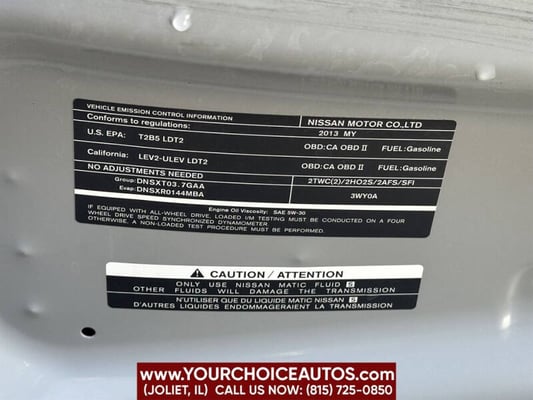 VEHICLE EMISSION CONTROL INFORMATION
NISSAN MOTOR CO.,LTD
Conforms to regulations:
2013 MY
U.S. EPA: T2B5 LDT2
OBD:CA OBD II FUEL:Gasoline
California: LEV2-ULEV LDT2
OBD:CA OBD II FUEL:Gasoline
NO ADJUSTMENTS NEEDED
Group:DNSXT03.7GAA
2TWC(2)/2HO2S/2AFS/SFI
Evap:DNSXR0144MBA
3WY0A
Engine Oil Viscosity: SAE 5W-30
IF EQUIPPED WITH ALL-WHEEL DRIVE. LOADED I/M TESTING MUST BE CONDUCTED ON A FOUR
WHEEL DRIVE SPEED SYNCHRONIZED DYNAMOMETER.
OTHERWISE, A NON-LOADED TEST PROCEDURE MUST BE PERFORMED.
CAUTION / ATTENTION
ONLY USE NISSAN MATIC FLUID S
OTHER FLUIDS WILL DAMAGE THE TRANSMISSION
N'UTILISER QUE DU LIQUIDE MATIC NISSAN S
D'AUTRES LIQUIDES ENDOMMAGERAIENT LA TRANSMISSION
WWW.YOURCHOICEAUTOS.COM
(JOLIET, IL) CALL US NOW: (815) 725-0850